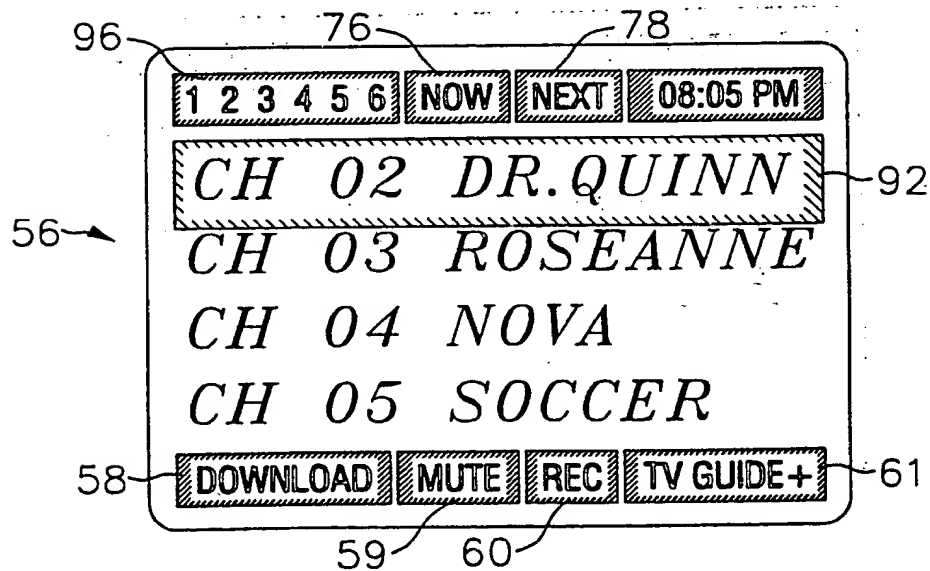 96 76 78
1 2 3 4 5 6 NOW NEXT 08:05 PM
CH 02 DR.QUINN 92
56
CH 03 ROSEANNE
CH 04 NOVA
CH 05 SOCCER
58 DOWNLOAD MUTE REC TV GUIDE+ 61
59 60